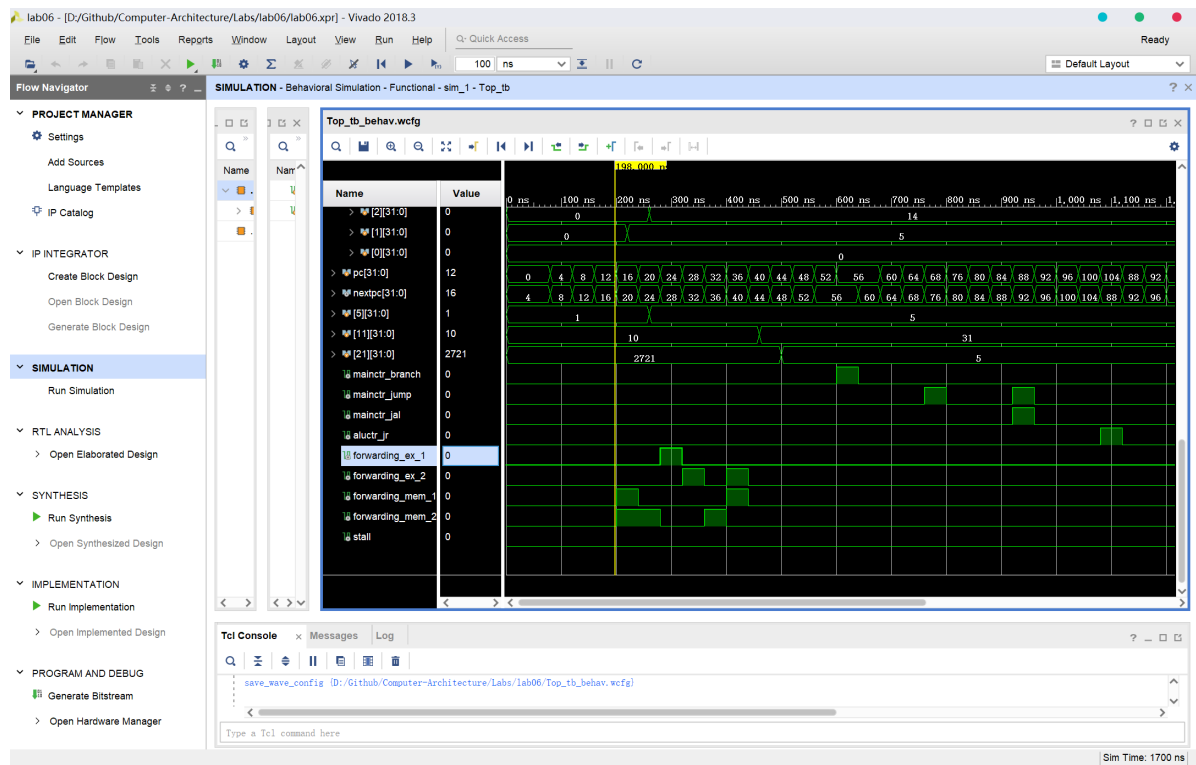 lab06 - [D:/Github/Computer-Architecture/Labs/lab06/lab06.xpr] - Vivado 2018.3
File Edit Flow Tools Reports Window Layout View Run Help Quick Access Ready
100 ns Default Layout
Flow Navigator ? _
SIMULATION - Behavioral Simulation - Functional - sim_1 - Top_tb ? X
PROJECT MANAGER
Settings
Add Sources
Language Templates
IP Catalog
IP INTEGRATOR
Create Block Design
Open Block Design
Generate Block Design
SIMULATION
Run Simulation
RTL ANALYSIS
Open Elaborated Design
SYNTHESIS
Run Synthesis
Open Synthesized Design
IMPLEMENTATION
Run Implementation
Open Implemented Design
PROGRAM AND DEBUG
Generate Bitstream
Open Hardware Manager
Name
Nam
Top_tb_behav.wcfg
198.000 n
Name Value
0 ns 100 ns 200 ns 300 ns 400 ns 500 ns 600 ns 700 ns 800 ns 900 ns 1,000 ns 1,100 ns 1,
[2][31:0] 0 0 14
[1][31:0] 0 0 5
[0][31:0] 0 0
pc[31:0] 12 0 4 8 12 16 20 24 28 32 36 40 44 48 52 56 60 64 68 76 80 84 88 92 96 100 104 88 92
nextpc[31:0] 16 4 8 12 16 20 24 28 32 36 40 44 48 52 56 60 64 68 76 80 84 88 92 96 100 104 88 92 96
[5][31:0] 1 1 5
[11][31:0] 10 10 31
[21][31:0] 2721 2721 5
mainctr_branch 0
mainctr_jump 0
mainctr_jal 0
aluctr_jr 0
forwarding_ex_1 0
forwarding_ex_2 0
forwarding_mem_1 0
forwarding_mem_2 0
stall 0
Tcl Console Messages Log
save_wave_config {D:/Github/Computer-Architecture/Labs/lab06/Top_tb_behav.wcfg}
Type a Tcl command here
Sim Time: 1700 ns